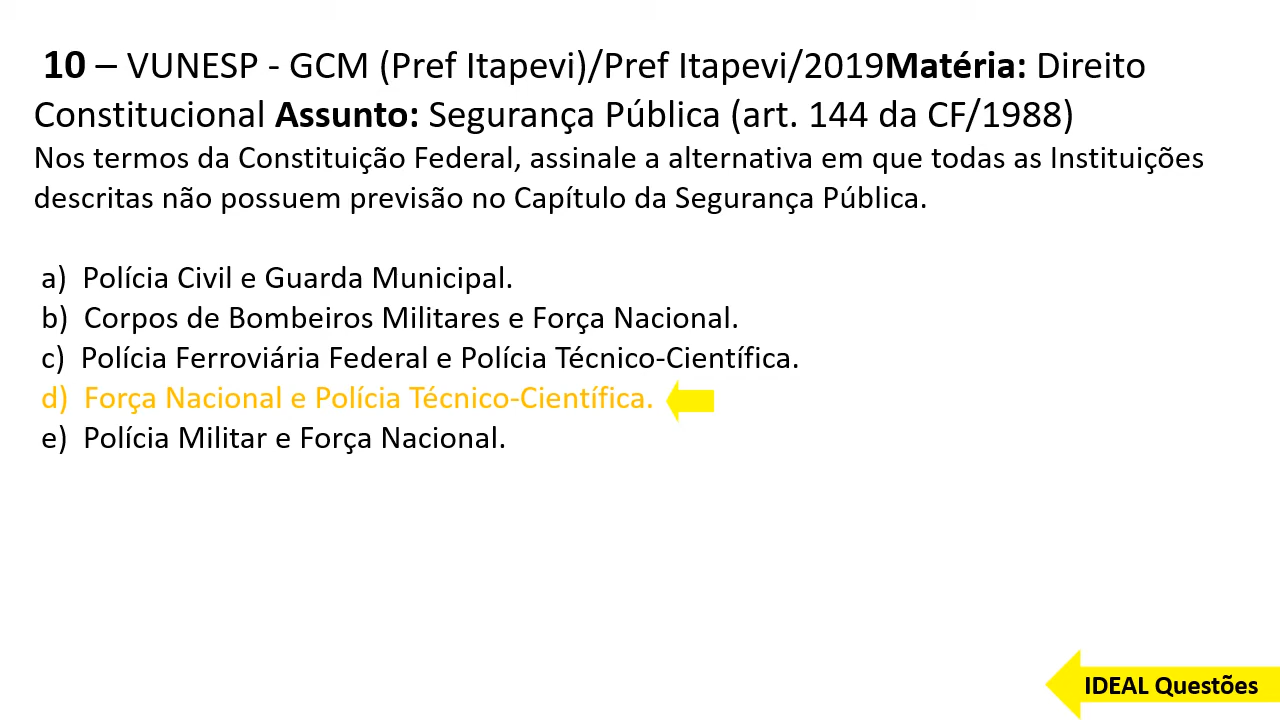 10 – VUNESP - GCM (Pref Itapevi)/Pref Itapevi/2019Matéria: Direito
Constitucional Assunto: Segurança Pública (art. 144 da CF/1988)
Nos termos da Constituição Federal, assinale a alternativa em que todas as Instituições
descritas não possuem previsão no Capítulo da Segurança Pública.
a) Polícia Civil e Guarda Municipal.
b) Corpos de Bombeiros Militares e Força Nacional.
c) Polícia Ferroviária Federal e Polícia Técnico-Científica.
d) Força Nacional e Polícia Técnico-Científica.
e) Polícia Militar e Força Nacional.
IDEAL Questões